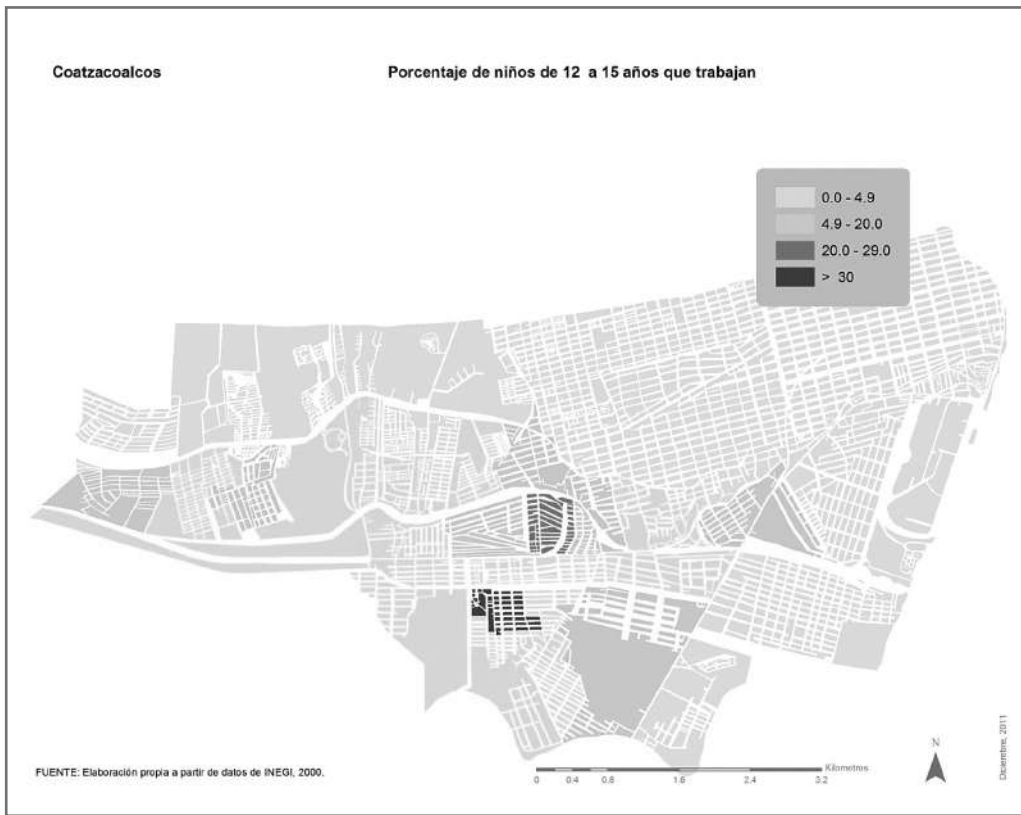 Coatzacoalcos
Porcentaje de niños de 12 a 15 años que trabajan
0.0 - 4.9
4.9 - 20.0
20.0 - 29.0
> 30
FUENTE: Elaboración propia a partir de datos de INEGI, 2000.
Kilometros
0 0.4 0.8 1.6 2.4 3.2
N
Diciembre, 2011